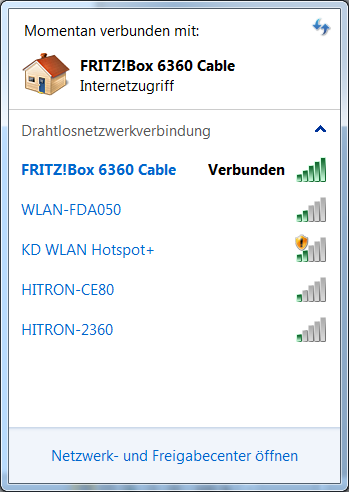 Momentan verbunden mit:
FRITZ!Box 6360 Cable
Internetzugriff
Drahtlosnetzwerkverbindung
FRITZ!Box 6360 Cable Verbunden
WLAN-FDA050
KD WLAN Hotspot+
HITRON-CE80
HITRON-2360
Netzwerk- und Freigabecenter öffnen